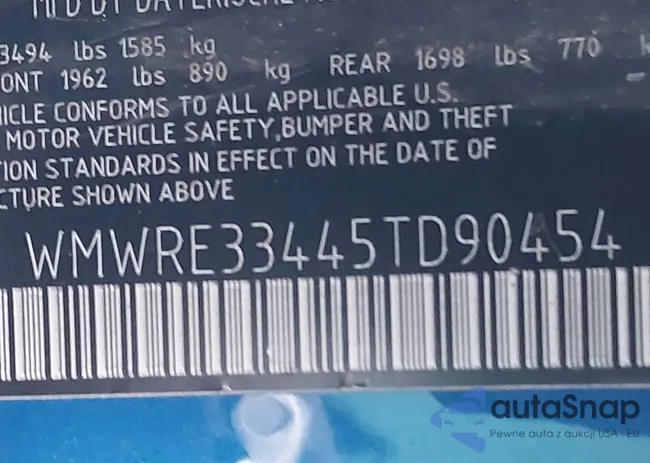 3494 lbs 1585 kg
ONT 1962 lbs 890 kg REAR 1698 lbs 770 k
ICLE CONFORMS TO ALL APPLICABLE U.S.
MOTOR VEHICLE SAFETY,BUMPER AND THEFT
ION STANDARDS IN EFFECT ON THE DATE OF
CTURE SHOWN ABOVE
WMWRE33445TD90454
autaSnap
Pewne auta z aukcji USA i EU